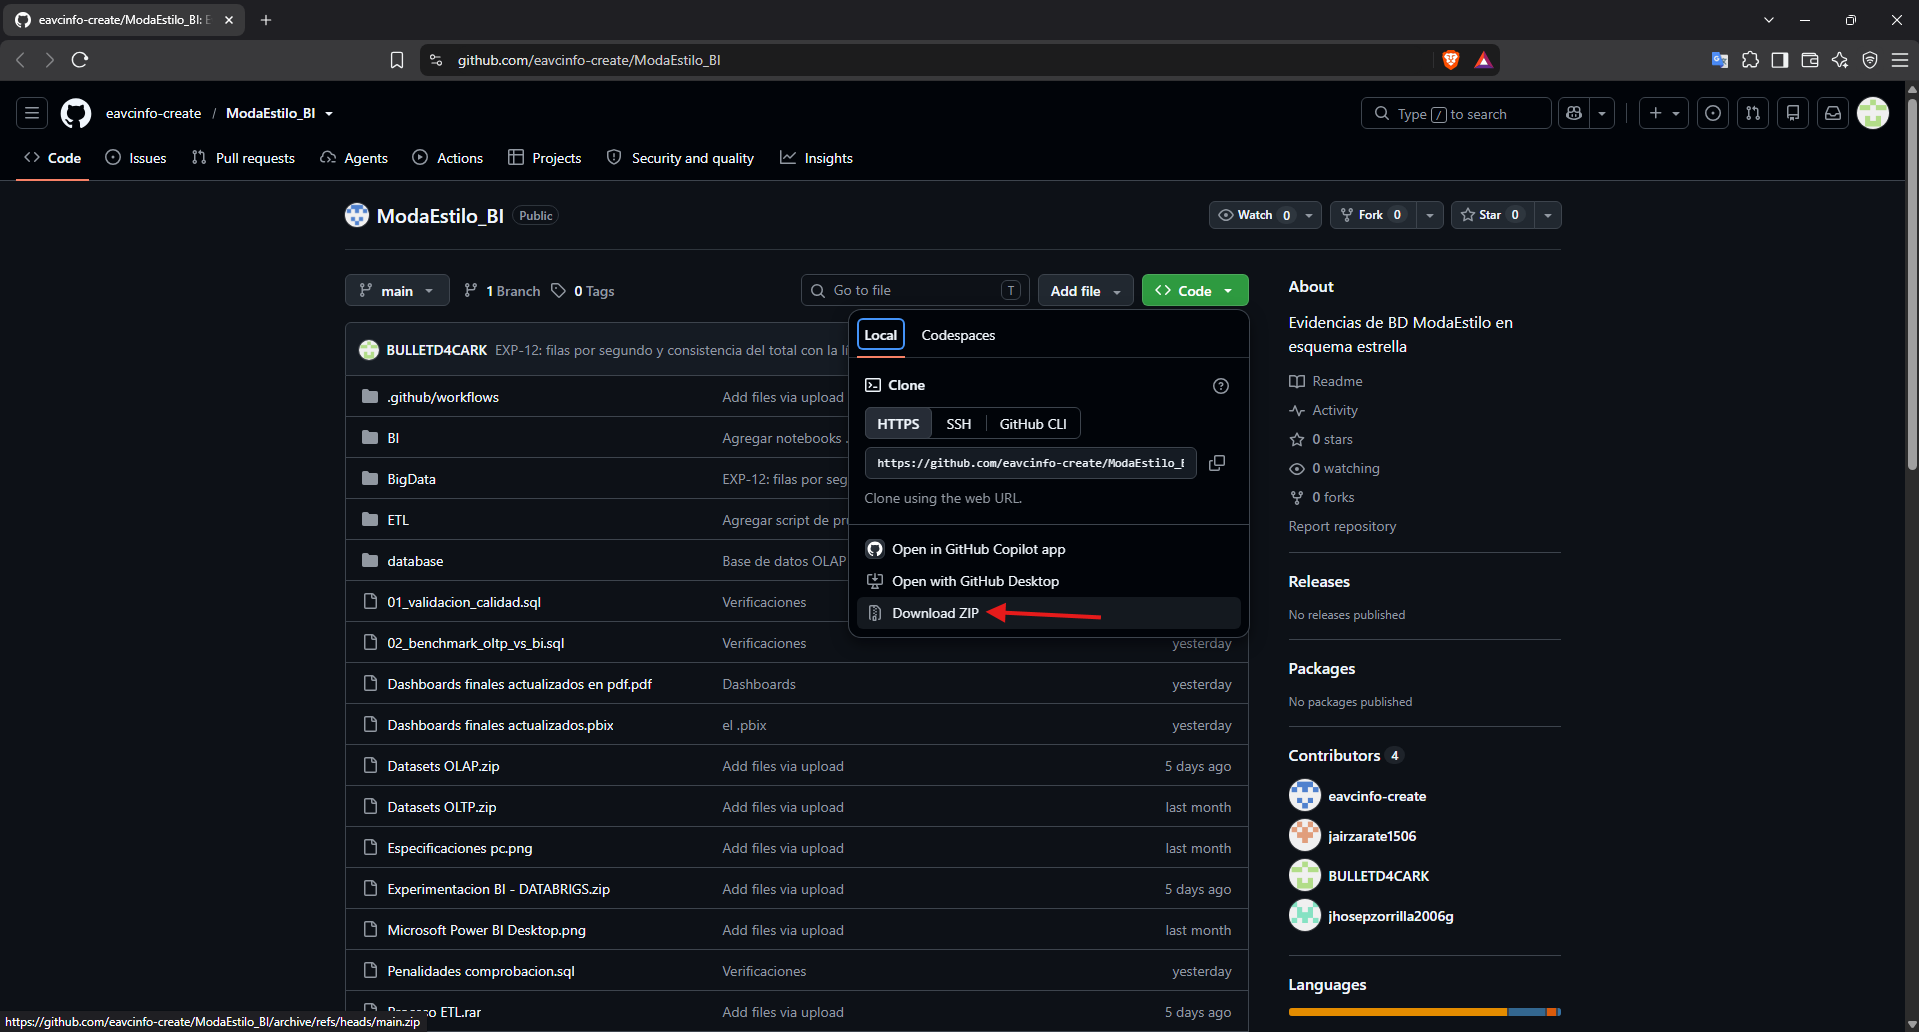 eavcinfo-create/ModaEstilo_BI: E
github.com/eavcinfo-create/ModaEstilo_BI
eavcinfo-create / ModaEstilo_BI
Type / to search
Code
Issues
Pull requests
Agents
Actions
Projects
Security and quality
Insights
ModaEstilo_BI Public
Watch 0
Fork 0
Star 0
main
1 Branch
0 Tags
Go to file T
Add file
Code
About
Evidencias de BD ModaEstilo en
esquema estrella
Readme
Activity
0 stars
0 watching
0 forks
Report repository
Releases
No releases published
Packages
No packages published
Contributors 4
eavcinfo-create
jairzarate1506
BULLETD4CARK
jhosepzorrilla2006g
Languages
Local Codespaces
Clone
HTTPS SSH GitHub CLI
https://github.com/eavcinfo-create/ModaEstilo_B
Clone using the web URL.
Open in GitHub Copilot app
Open with GitHub Desktop
Download ZIP
BULLETD4CARK EXP-12: filas por segundo y consistencia del total con la lí
.github/workflows Add files via upload
BI Agregar notebooks .
BigData EXP-12: filas por seg
ETL Agregar script de pru
database Base de datos OLAP
01_validacion_calidad.sql Verificaciones
02_benchmark_oltp_vs_bi.sql Verificaciones yesterday
Dashboards finales actualizados en pdf.pdf Dashboards yesterday
Dashboards finales actualizados.pbix el .pbix yesterday
Datasets OLAP.zip Add files via upload 5 days ago
Datasets OLTP.zip Add files via upload last month
Especificaciones pc.png Add files via upload last month
Experimentacion BI - DATABRIGS.zip Add files via upload 5 days ago
Microsoft Power BI Desktop.png Add files via upload last month
Penalidades comprobacion.sql Verificaciones yesterday
ETL.rar Add files via upload 5 days ago
https://github.com/eavcinfo-create/ModaEstilo_BI/archive/refs/heads/main.zip